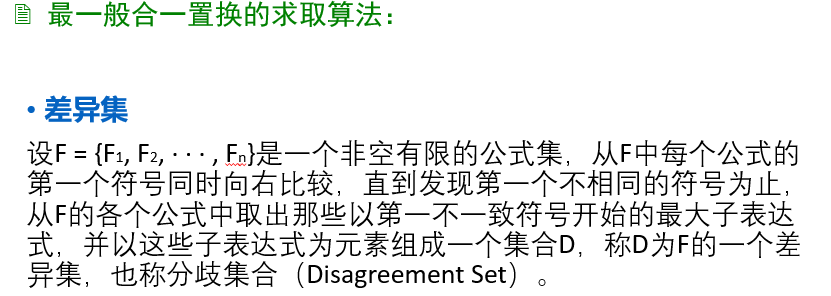 最一般合一置换的求取算法：
• 差异集
设F = {F₁, F₂, · · · , Fₙ}是一个非空有限的公式集，从F中每个公式的
第一个符号同时向右比较，直到发现第一个不相同的符号为止，
从F的各个公式中取出那些以第一不一致符号开始的最大子表达
式，并以这些子表达式为元素组成一个集合D，称D为F的一个差
异集，也称分歧集合（Disagreement Set）。